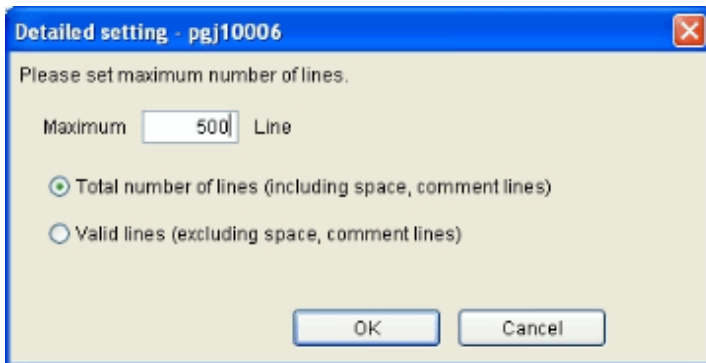 Detailed setting - pgj10006
Please set maximum number of lines.
Maximum 500 Line
Total number of lines (including space, comment lines)
Valid lines (excluding space, comment lines)
OK Cancel